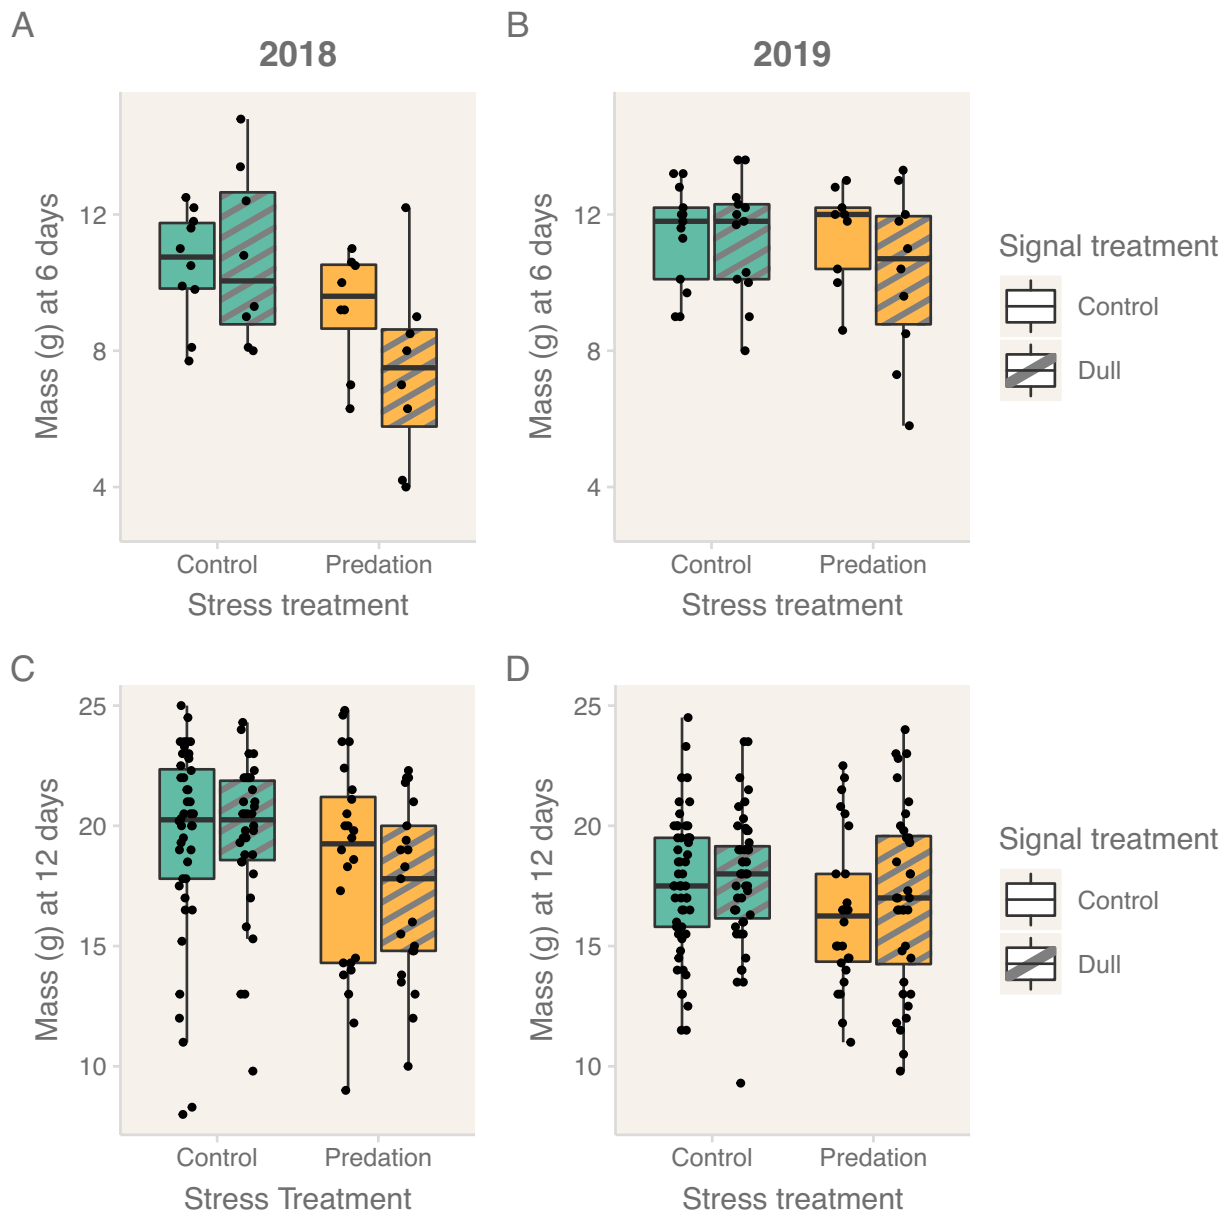 A
2018
Mass (g) at 6 days
12
8
4
Control
Predation
Stress treatment
B
2019
Mass (g) at 6 days
12
8
4
Control
Predation
Stress treatment
Signal treatment
Control
Dull
C
Mass (g) at 12 days
25
20
15
10
Control
Predation
Stress Treatment
D
Mass (g) at 12 days
25
20
15
10
Control
Predation
Stress treatment
Signal treatment
Control
Dull